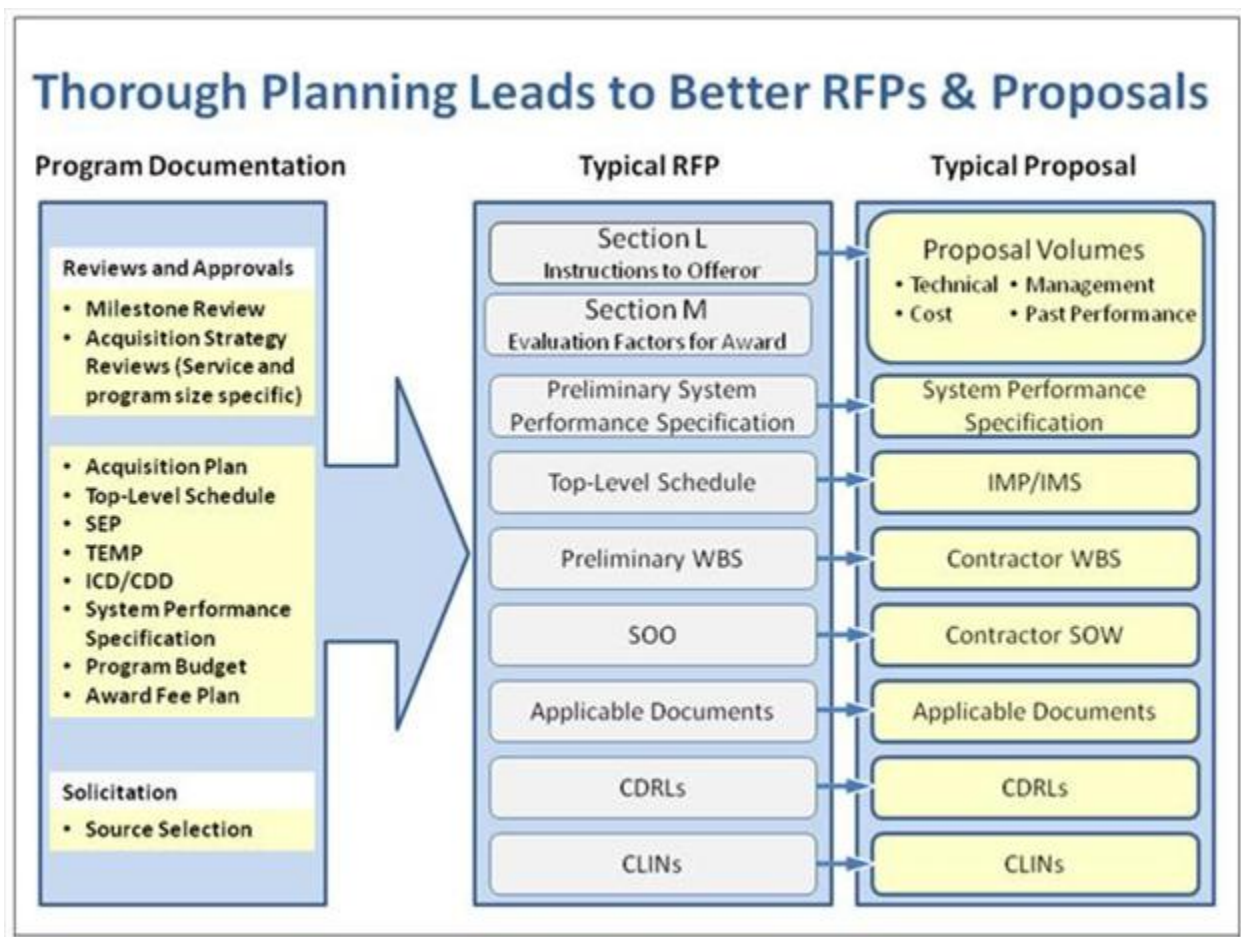 Thorough Planning Leads to Better RFPs & Proposals
Program Documentation
Reviews and Approvals
• Milestone Review
• Acquisition Strategy
Reviews (Service and
program size specific)
• Acquisition Plan
• Top-Level Schedule
• SEP
• TEMP
• ICD/CDD
• System Performance
Specification
• Program Budget
• Award Fee Plan
Solicitation
• Source Selection
Typical RFP
Section L
Instructions to Offeror
Section M
Evaluation Factors for Award
Preliminary System
Performance Specification
Top-Level Schedule
Preliminary WBS
SOO
Applicable Documents
CDRLs
CLINs
Typical Proposal
Proposal Volumes
• Technical • Management
• Cost • Past Performance
System Performance
Specification
IMP/IMS
Contractor WBS
Contractor SOW
Applicable Documents
CDRLs
CLINs